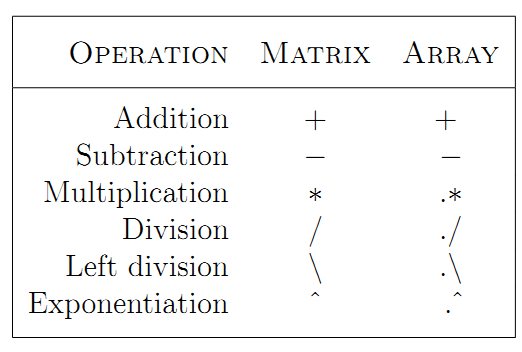 OPERATION MATRIX ARRAY
Addition + +
Subtraction − −
Multiplication * .*
Division / ./
Left division \ .\
Exponentiation ^ .^